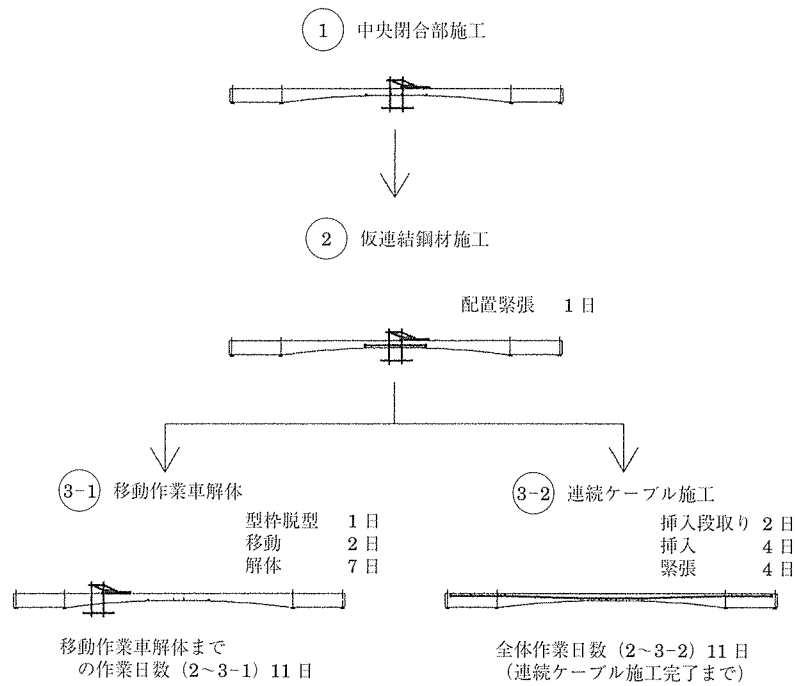 1 中央閉合部施工
2 仮連結鋼材施工
配置緊張 1日
3-1 移動作業車解体
型枠脱型 1日
移動 2日
解体 7日
移動作業車解体まで
の作業日数(2~3-1)11日
3-2 連続ケーブル施工
挿入段取り 2日
挿入 4日
緊張 4日
全体作業日数(2~3-2)11日
(連続ケーブル施工完了まで)